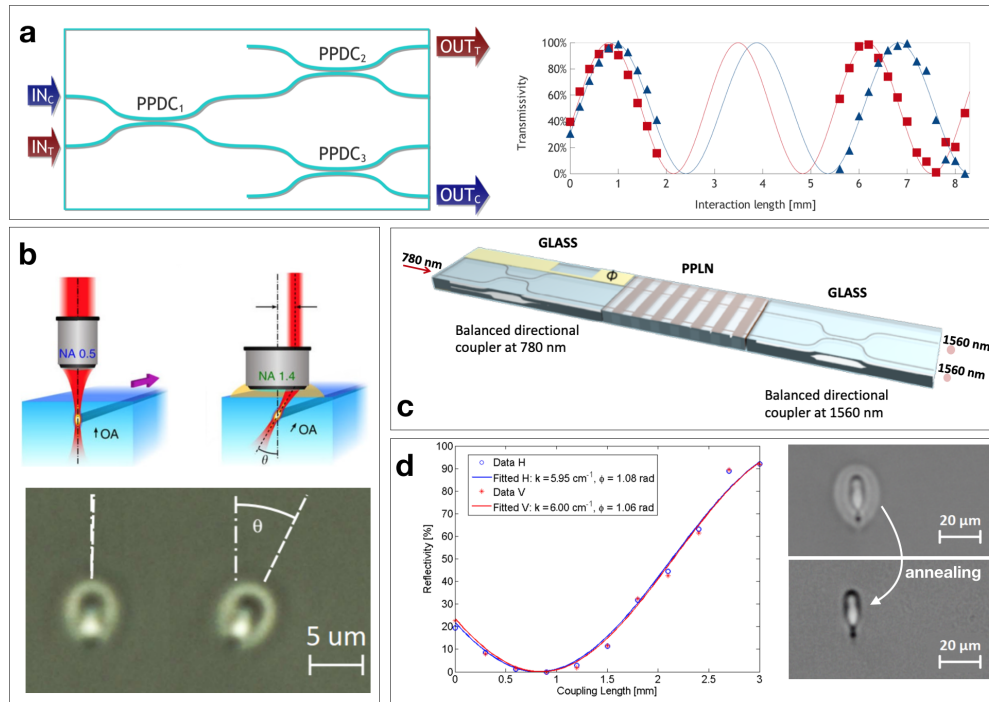 a
IN_C
IN_T
PPDC_1
PPDC_2
PPDC_3
OUT_T
OUT_C
Transmissivity
100%
80%
60%
40%
20%
0%
0 1 2 3 4 5 6 7 8
Interaction length [mm]
b
NA 0.5
NA 1.4
OA
OA
θ
θ
5 um
c
780 nm
GLASS
Φ
PPLN
GLASS
Balanced directional
coupler at 780 nm
1560 nm
1560 nm
Balanced directional
coupler at 1560 nm
d
Reflectivity [%]
100
90
80
70
60
50
40
30
20
10
0
Data H
Fitted H: k = 5.95 cm⁻¹, ϕ = 1.08 rad
Data V
Fitted V: k = 6.00 cm⁻¹, ϕ = 1.06 rad
0 0.5 1 1.5 2 2.5 3
Coupling Length [mm]
20 µm
annealing
20 µm